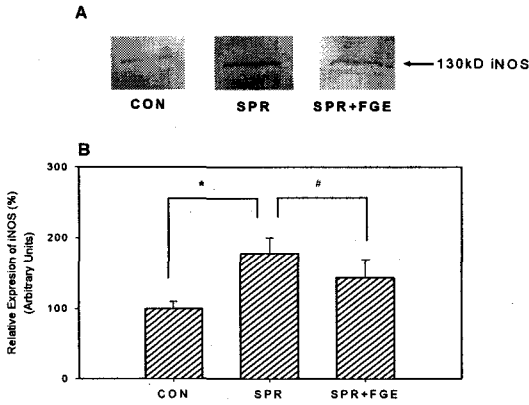 A
130kD iNOS
CON SPR SPR+FGE
B
Relative Expresion of iNOS (%)
(Arbitrary Units)
300
200
100
0
*
#
CON SPR SPR+FGE